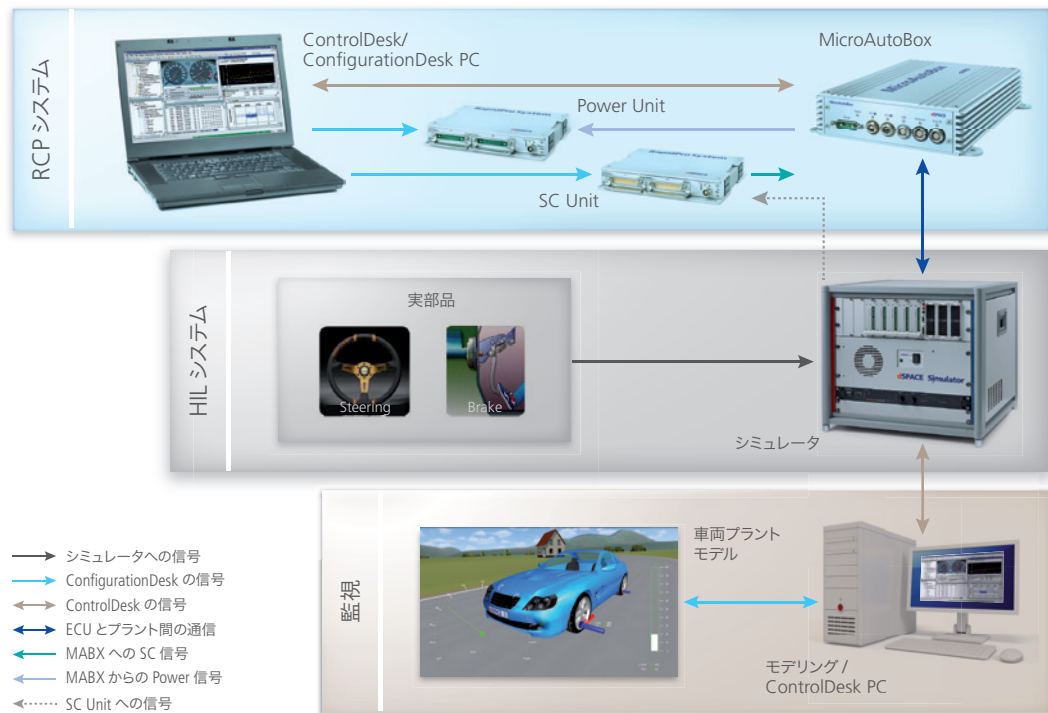 RCP システム
ControlDesk/
ConfigurationDesk PC
MicroAutoBox
Power Unit
SC Unit
MicroAutoBox
RapidPro System
RapidPro System
HIL システム
実部品
Steering
Brake
dSPACE Simulator
シミュレータ
監視
車両プラント
モデル
モデリング /
ControlDesk PC
シミュレータへの信号
ConfigurationDesk の信号
ControlDesk の信号
ECU とプラント間の通信
MABX への SC 信号
MABX からの Power 信号
SC Unit への信号